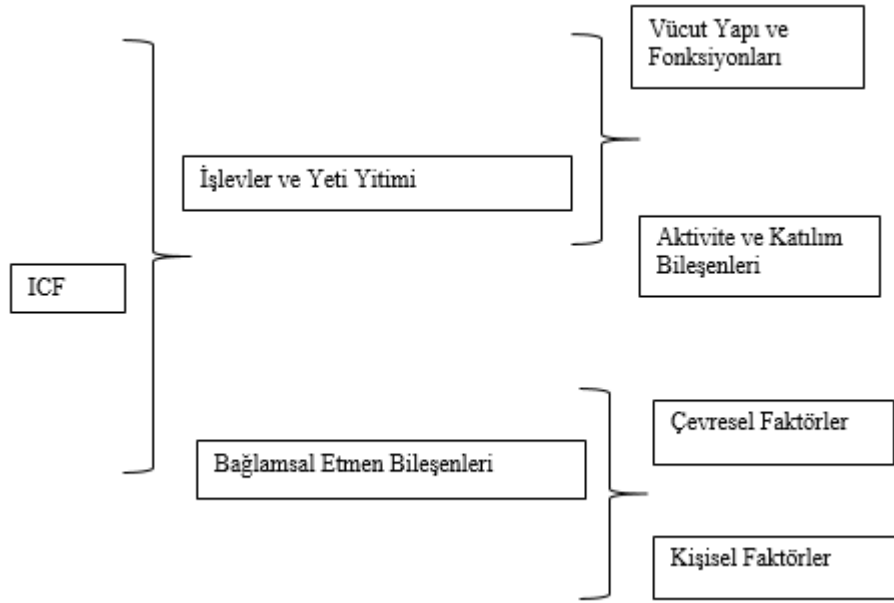 Vücut Yapı ve
Fonksiyonları
İşlevler ve Yeti Yitimi
Aktivite ve Katılım
Bileşenleri
ICF
Çevresel Faktörler
Bağlamsal Etmen Bileşenleri
Kişisel Faktörler